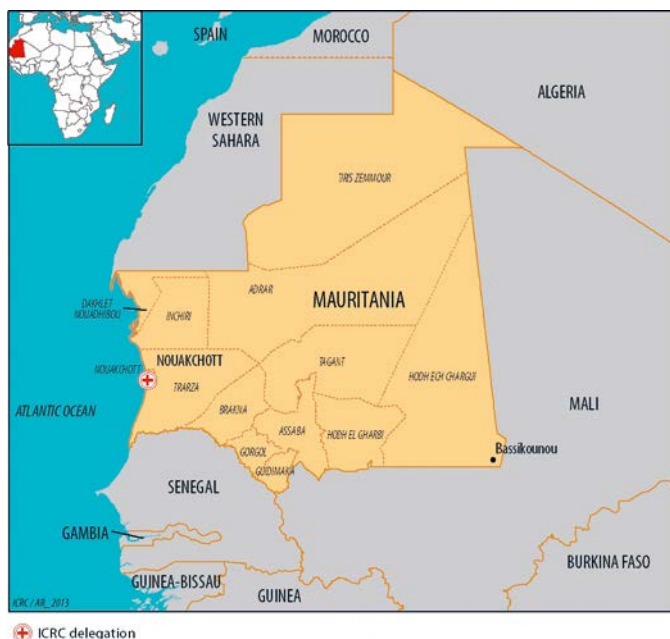 SPAIN
MOROCCO
ALGERIA
WESTERN
SAHARA
TIRIS ZEMMOUR
DAKHLET
NOUADHIBOU
INCHIRI
ADRAR
MAURITANIA
NOUAKCHOTT
NOUAKCHOTT
TAGANT
HODH ECH CHARGUI
TRARZA
BRAKNA
ATLANTIC OCEAN
MALI
ASSABA
HODH EL GHARBI
GORGOL
GUIDIMAKA
Bassikounou
SENEGAL
GAMBIA
BURKINA FASO
GUINEA-BISSAU
GUINEA
ICRC / AR_2013
ICRC delegation